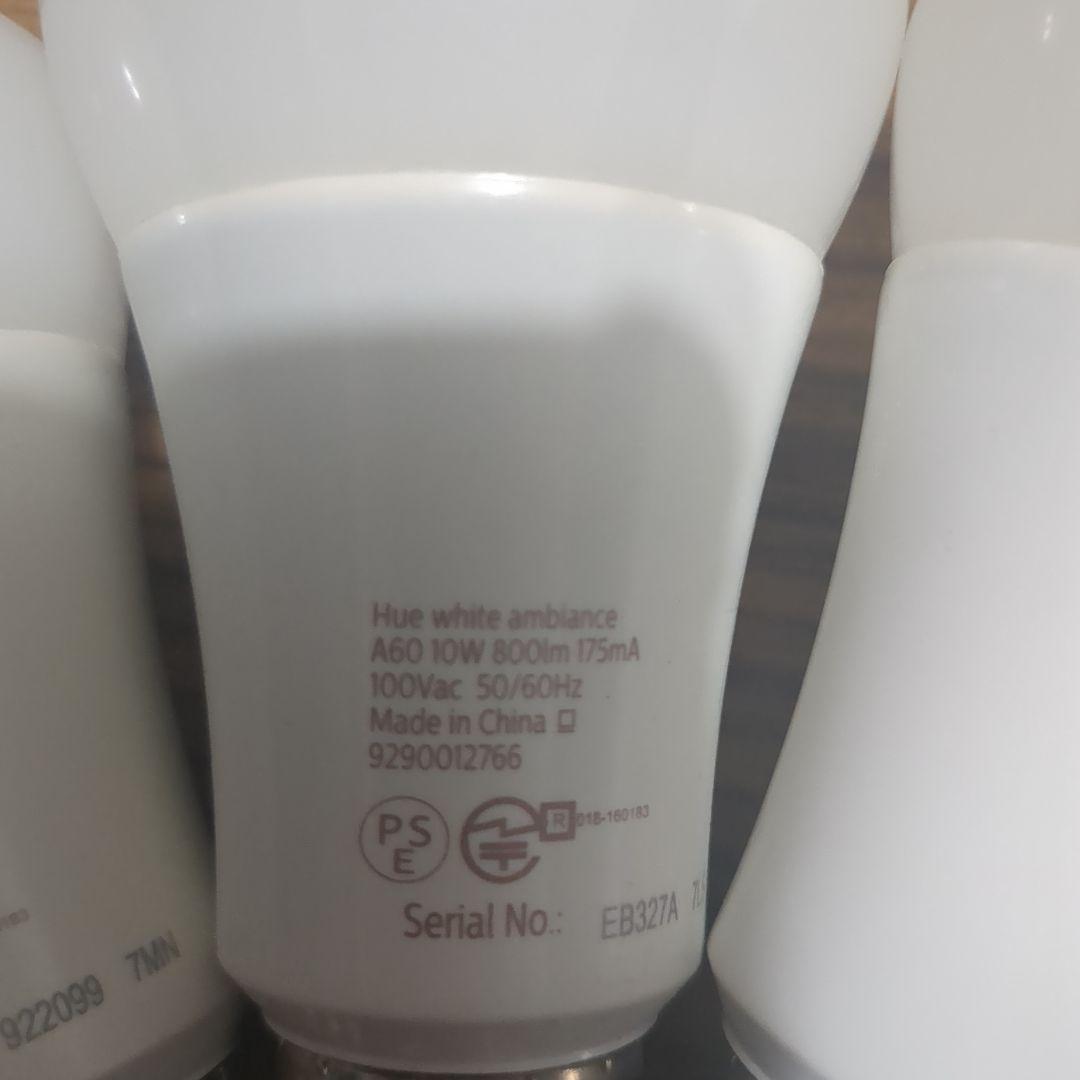 Hue white ambiance
A60 10W 800lm 175mA
100Vac 50/60Hz
Made in China
9290012766
PS
E
R 018-160183
Serial No.: EB327A
922099 7MN